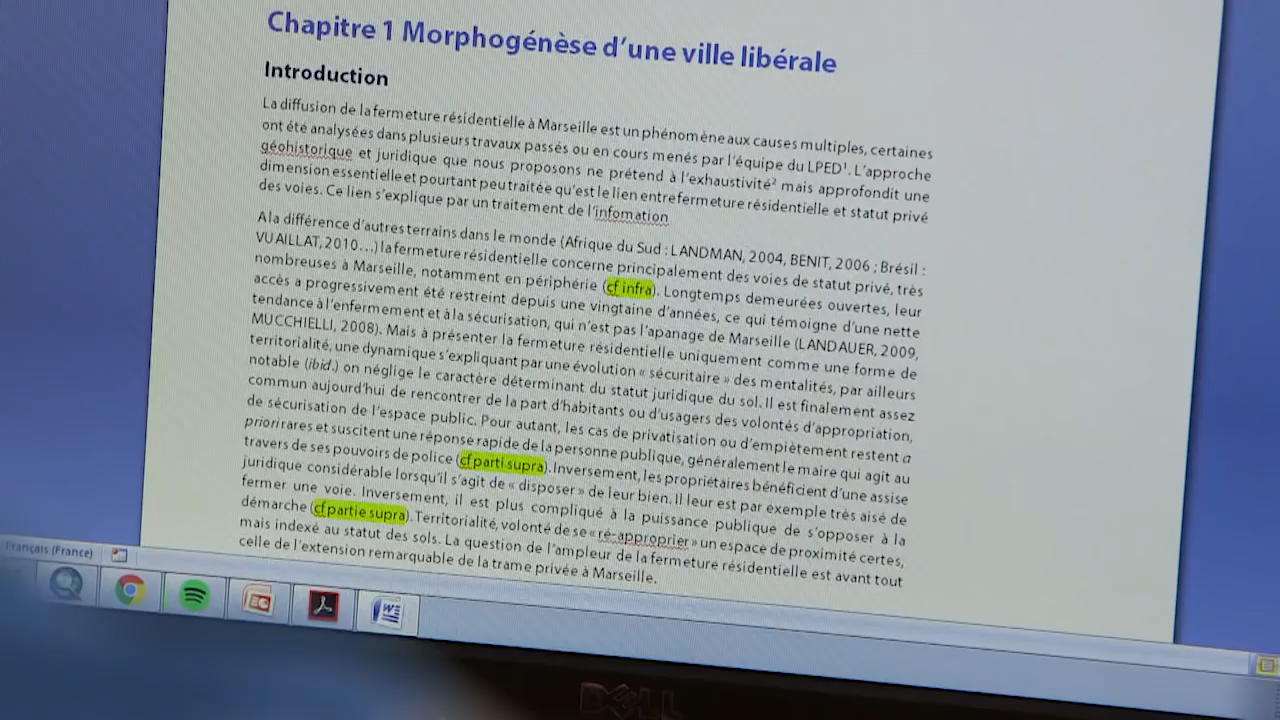 Chapitre 1 Morphogénèse d'une ville libérale
Introduction
La diffusion de la fermeture résidentielle à Marseille est un phénomène aux causes multiples, certaines
ont été analysées dans plusieurs travaux passés ou en cours menés par l'équipe du LPED¹. L'approche
géohistorique et juridique que nous proposons ne prétend à l'exhaustivité² mais approfondit une
dimension essentielle et pourtant peu traitée qu'est le lien entre fermeture résidentielle et statut privé
des voies. Ce lien s'explique par un traitement de l'infomation
A la différence d'autres terrains dans le monde (Afrique du Sud : LANDMAN, 2004, BENIT, 2006 ; Brésil :
VUAILLAT, 2010...) la fermeture résidentielle concerne principalement des voies de statut privé, très
nombreuses à Marseille, notamment en périphérie (cf infra). Longtemps demeurées ouvertes, leur
accès a progressivement été restreint depuis une vingtaine d'années, ce qui témoigne d'une nette
tendance à l'enfermement et à la sécurisation, qui n'est pas l'apanage de Marseille (LANDAUER, 2009,
MUCCHIELLI, 2008). Mais à présenter la fermeture résidentielle uniquement comme une forme de
territorialité, une dynamique s'expliquant par une évolution « sécuritaire » des mentalités, par ailleurs
notable (ibid.) on néglige le caractère déterminant du statut juridique du sol. Il est finalement assez
commun aujourd'hui de rencontrer de la part d'habitants ou d'usagers des volontés d'appropriation,
de sécurisation de l'espace public. Pour autant, les cas de privatisation ou d'empiètement restent a
priori rares et suscitent une réponse rapide de la personne publique, généralement le maire qui agit au
travers de ses pouvoirs de police (cf parti supra). Inversement, les propriétaires bénéficient d'une assise
juridique considérable lorsqu'il s'agit de « disposer » de leur bien. Il leur est par exemple très aisé de
fermer une voie. Inversement, il est plus compliqué à la puissance publique de s'opposer à la
démarche (cf partie supra). Territorialité, volonté de se « ré-approprier » un espace de proximité certes,
mais indexé au statut des sols. La question de l'ampleur de la fermeture résidentielle est avant tout
celle de l'extension remarquable de la trame privée à Marseille.
Français (France)
DELL